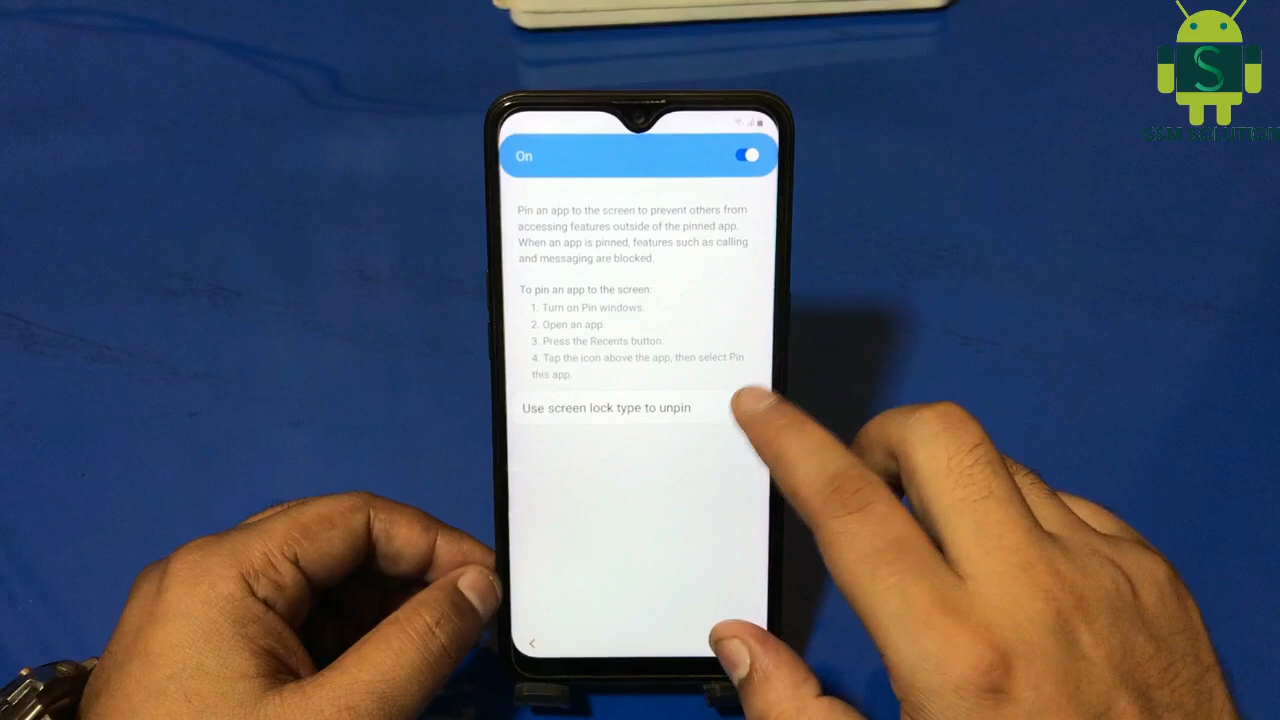 On
Pin an app to the screen to prevent others from
accessing features outside of the pinned app.
When an app is pinned, features such as calling
and messaging are blocked.
To pin an app to the screen:
1. Turn on Pin windows.
2. Open an app.
3. Press the Recents button.
4. Tap the icon above the app, then select Pin
this app.
Use screen lock type to unpin
S
GSM SOLUTION